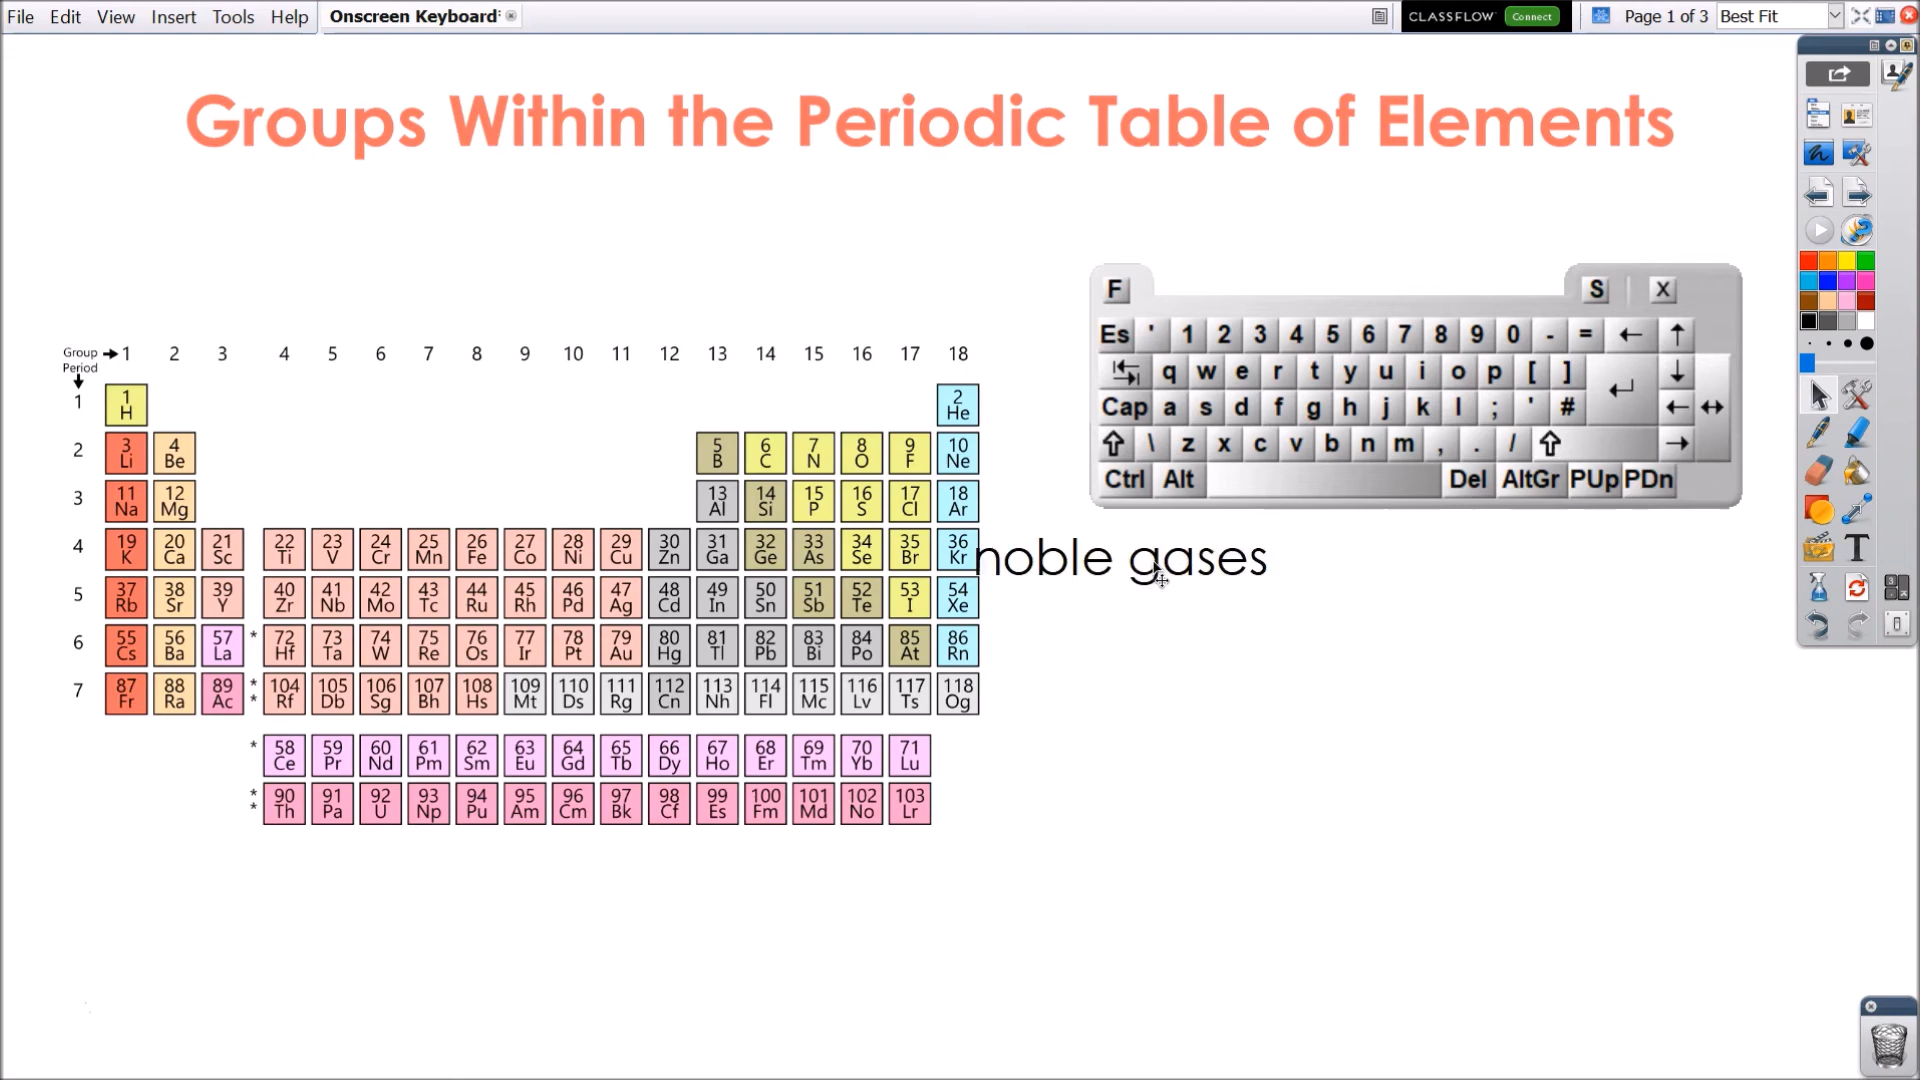 File Edit View Insert Tools Help Onscreen Keyboard CLASSFLOW Connect Page 1 of 3 Best Fit
Groups Within the Periodic Table of Elements
F S X
Es ' 1 2 3 4 5 6 7 8 9 0 - = ← ↑
q w e r t y u i o p [ ] ↓
Cap a s d f g h j k l ; ' # ← ↔
\ z x c v b n m , . / →
Ctrl Alt Del AltGr PUp PDn
Group → 1 2 3 4 5 6 7 8 9 10 11 12 13 14 15 16 17 18
Period
1 1 2
H He
2 3 4 5 6 7 8 9 10
Li Be B C N O F Ne
3 11 12 13 14 15 16 17 18
Na Mg Al Si P S Cl Ar
4 19 20 21 22 23 24 25 26 27 28 29 30 31 32 33 34 35 36
K Ca Sc Ti V Cr Mn Fe Co Ni Cu Zn Ga Ge As Se Br Kr
noble gases
5 37 38 39 40 41 42 43 44 45 46 47 48 49 50 51 52 53 54
Rb Sr Y Zr Nb Mo Tc Ru Rh Pd Ag Cd In Sn Sb Te I Xe
6 55 56 57 * 72 73 74 75 76 77 78 79 80 81 82 83 84 85 86
Cs Ba La Hf Ta W Re Os Ir Pt Au Hg Tl Pb Bi Po At Rn
7 87 88 89 * 104 105 106 107 108 109 110 111 112 113 114 115 116 117 118
Fr Ra Ac * Rf Db Sg Bh Hs Mt Ds Rg Cn Nh Fl Mc Lv Ts Og
* 58 59 60 61 62 63 64 65 66 67 68 69 70 71
Ce Pr Nd Pm Sm Eu Gd Tb Dy Ho Er Tm Yb Lu
* 90 91 92 93 94 95 96 97 98 99 100 101 102 103
* Th Pa U Np Pu Am Cm Bk Cf Es Fm Md No Lr
T